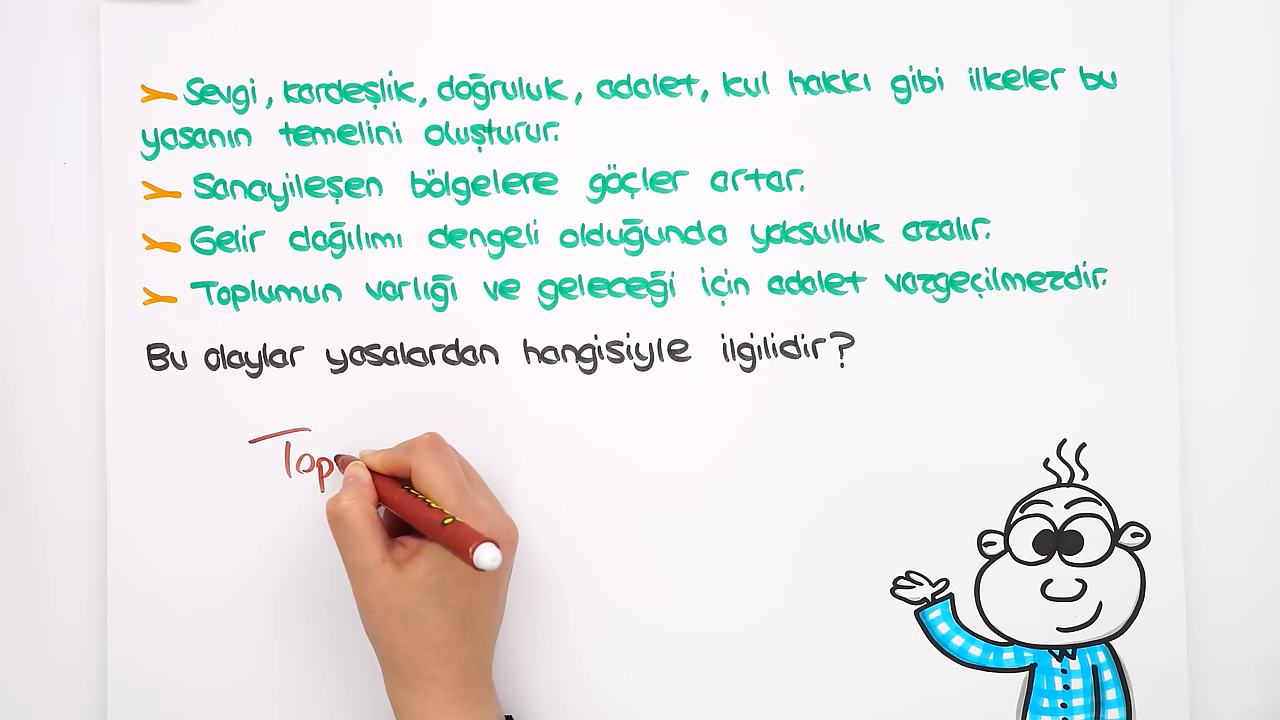 Sevgi, kardeşlik, doğruluk, adalet, kul hakkı gibi ilkeler bu
yasanın temelini oluşturur.
Sanayileşen bölgelere göçler artar.
Gelir dağılımı dengeli olduğunda yoksulluk azalır.
Toplumun varlığı ve geleceği için adalet vazgeçilmezdir.
Bu olaylar yasalardan hangisiyle ilgilidir?
Top